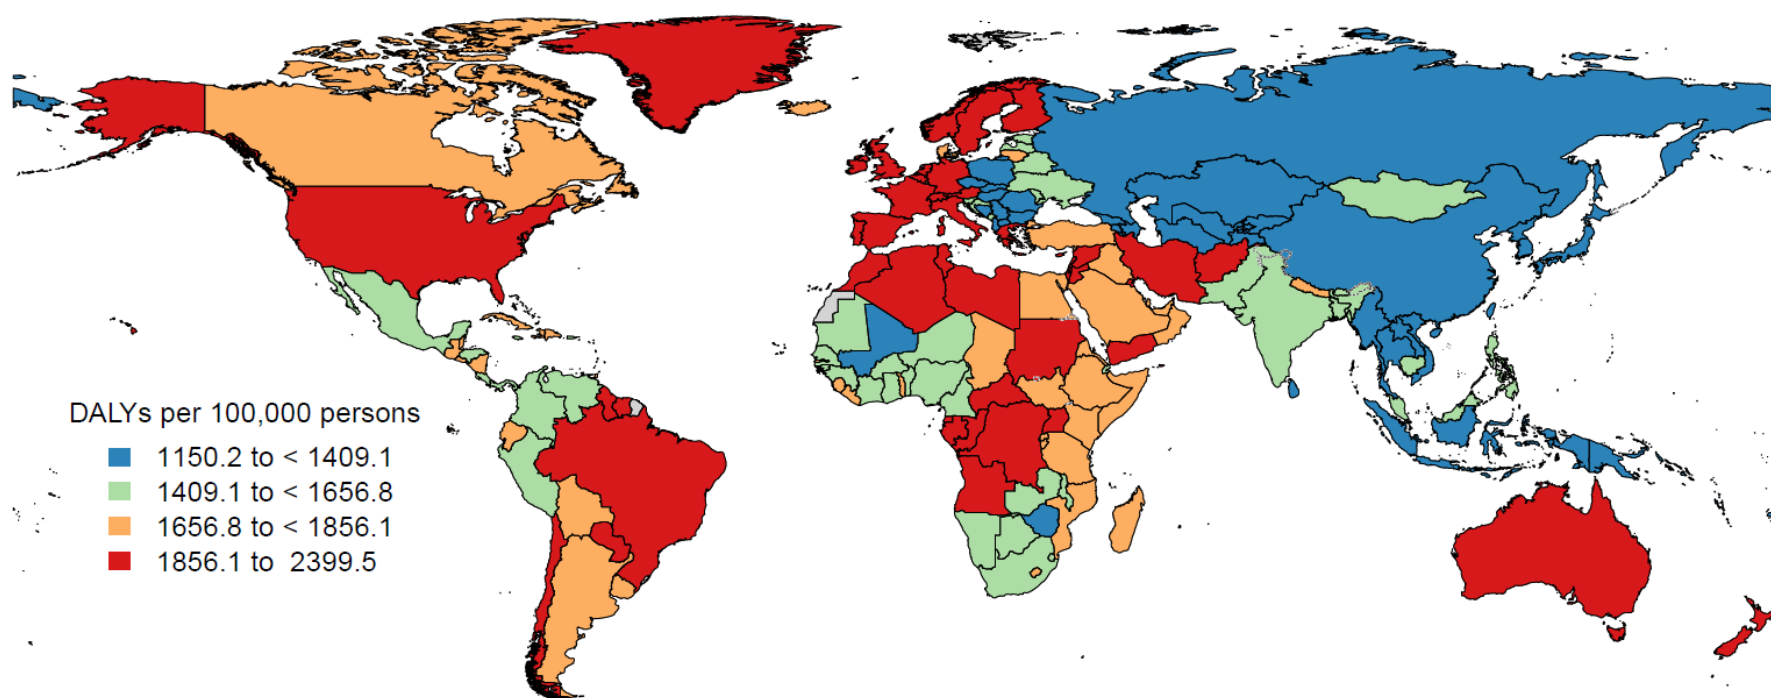 DALYs per 100,000 persons
1150.2 to < 1409.1
1409.1 to < 1656.8
1656.8 to < 1856.1
1856.1 to 2399.5